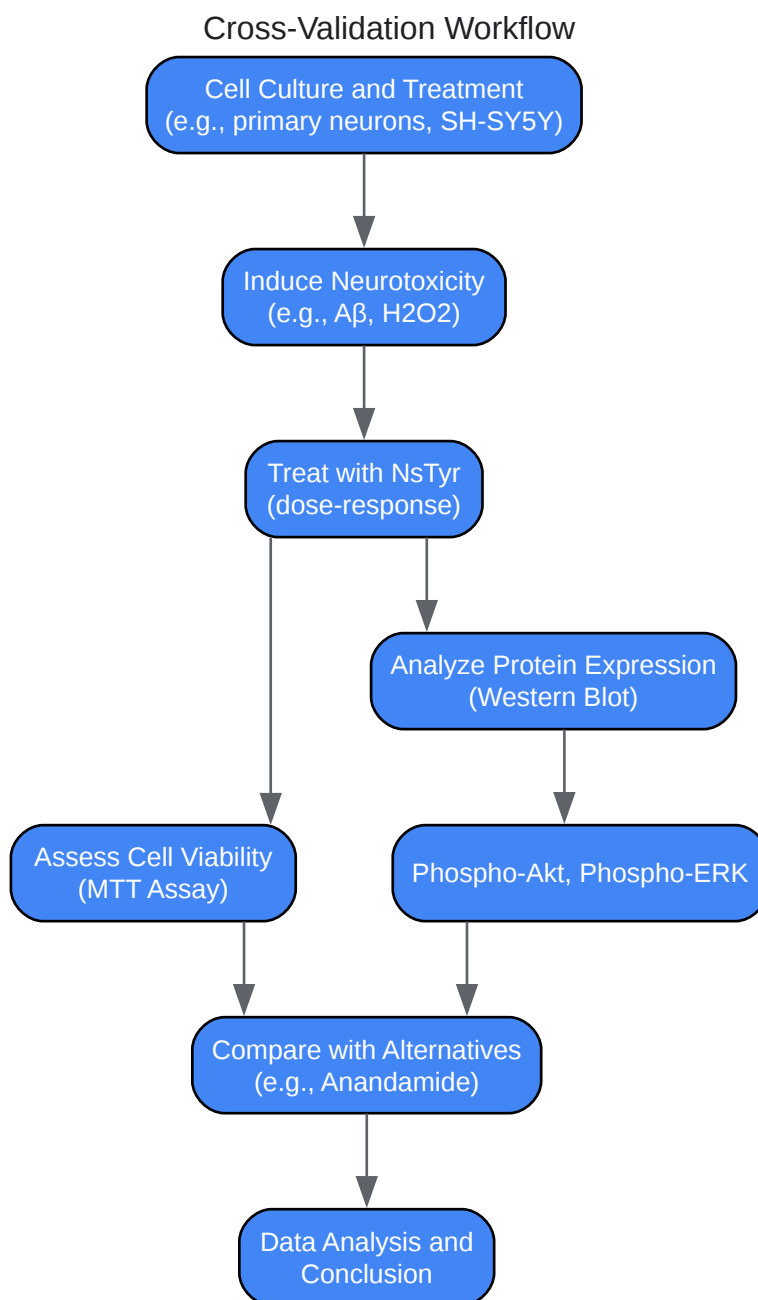 Cross-Validation Workflow
Cell Culture and Treatment
(e.g., primary neurons, SH-SY5Y)
Induce Neurotoxicity
(e.g., Aβ, H2O2)
Treat with NsTyr
(dose-response)
Analyze Protein Expression
(Western Blot)
Assess Cell Viability
(MTT Assay)
Phospho-Akt, Phospho-ERK
Compare with Alternatives
(e.g., Anandamide)
Data Analysis and
Conclusion